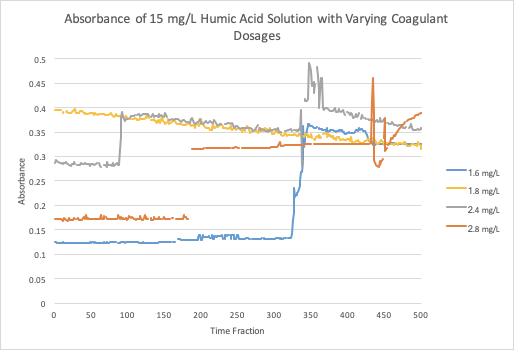 Absorbance of 15 mg/L Humic Acid Solution with Varying Coagulant
Dosages
0.5
0.45
0.4
0.35
0.3
0.25
0.2
0.15
0.1
0.05
0
Absorbance
0 50 100 150 200 250 300 350 400 450 500
Time Fraction
1.6 mg/L
1.8 mg/L
2.4 mg/L
2.8 mg/L